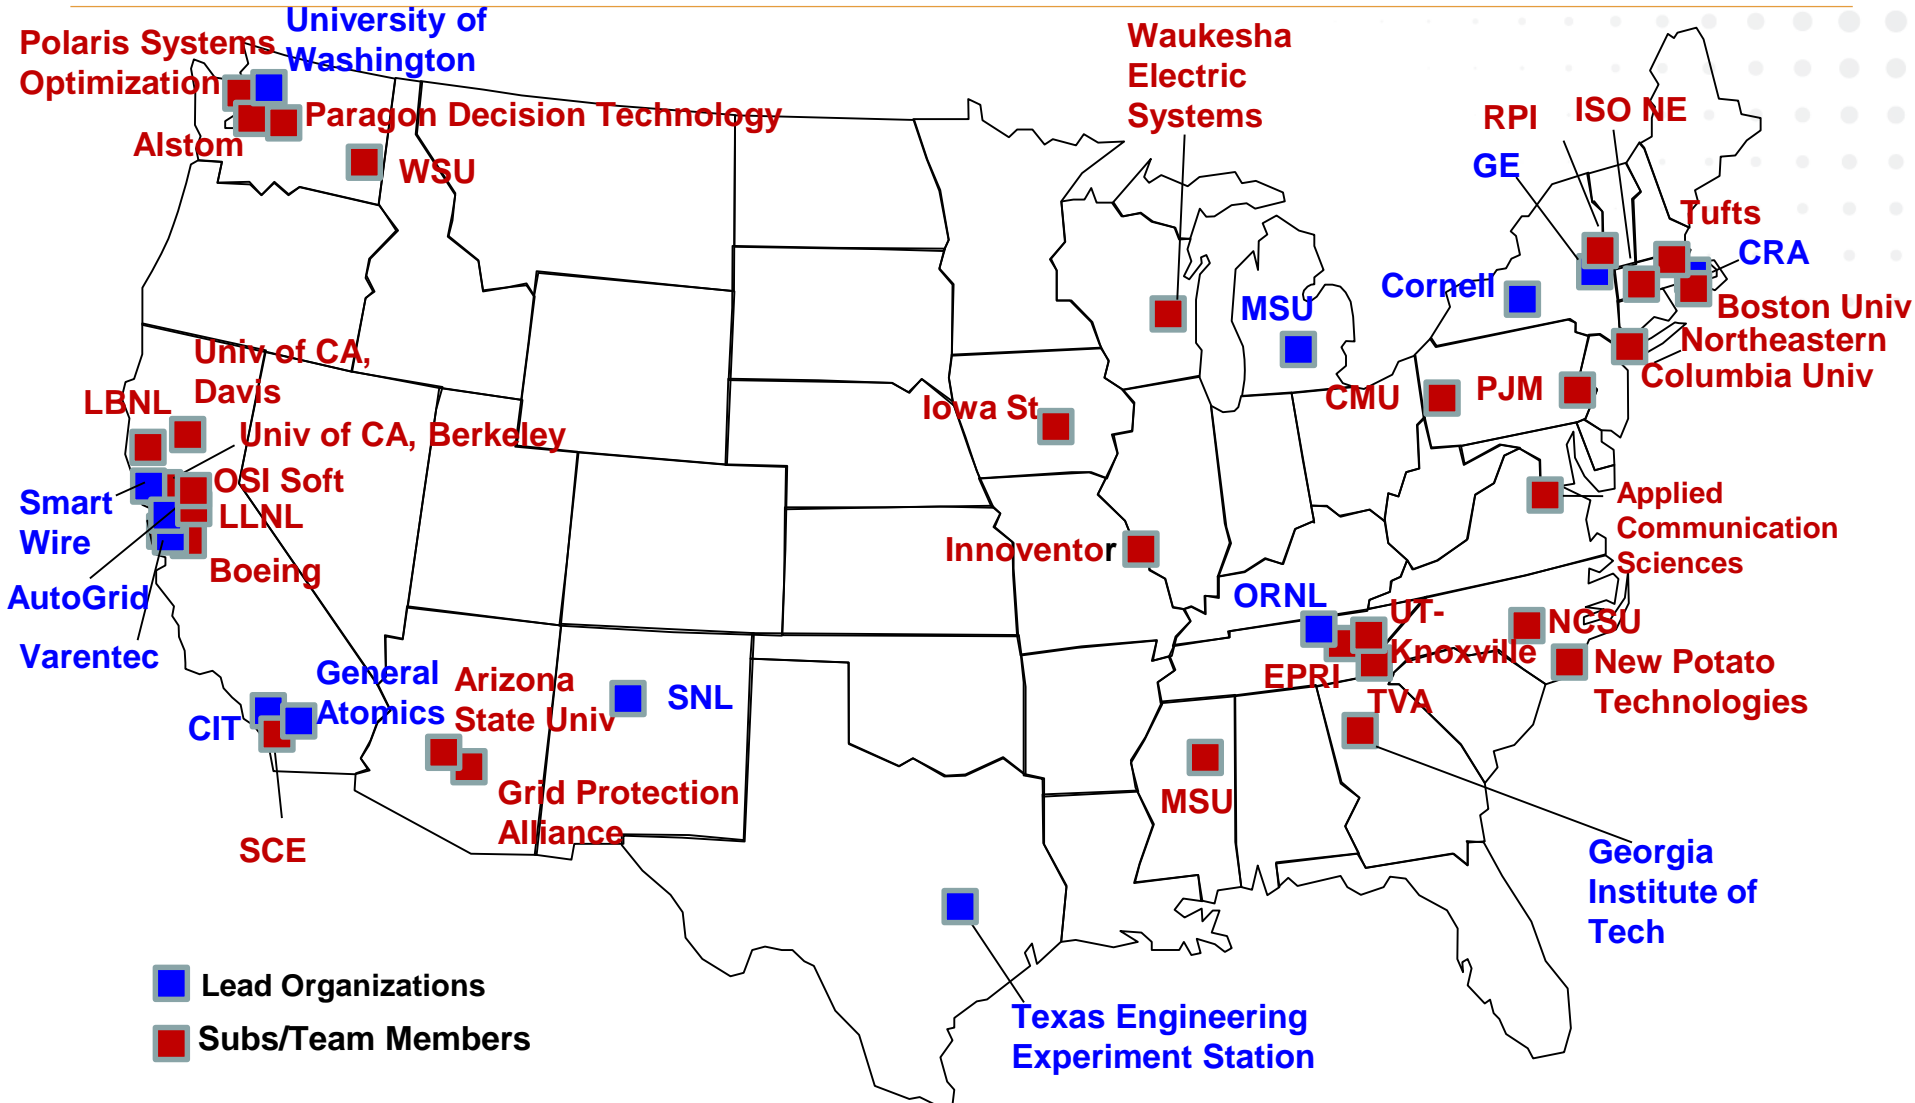 University of
Washington
Polaris Systems
Optimization
Paragon Decision Technology
Alstom
WSU
Waukesha
Electric
Systems
RPI
ISO NE
GE
Tufts
CRA
Cornell
MSU
Boston Univ
Northeastern
Columbia Univ
CMU
PJM
Univ of CA,
Davis
LBNL
Univ of CA, Berkeley
Iowa St
OSI Soft
Smart
Wire
LLNL
Boeing
AutoGrid
Varentec
Innoventor
Applied
Communication
Sciences
ORNL
UT-
Knoxville
NCSU
EPRI
TVA
New Potato
Technologies
General
Atomics
CIT
Arizona
State Univ
SNL
Grid Protection
Alliance
SCE
MSU
Georgia
Institute of
Tech
Lead Organizations
Subs/Team Members
Texas Engineering
Experiment Station